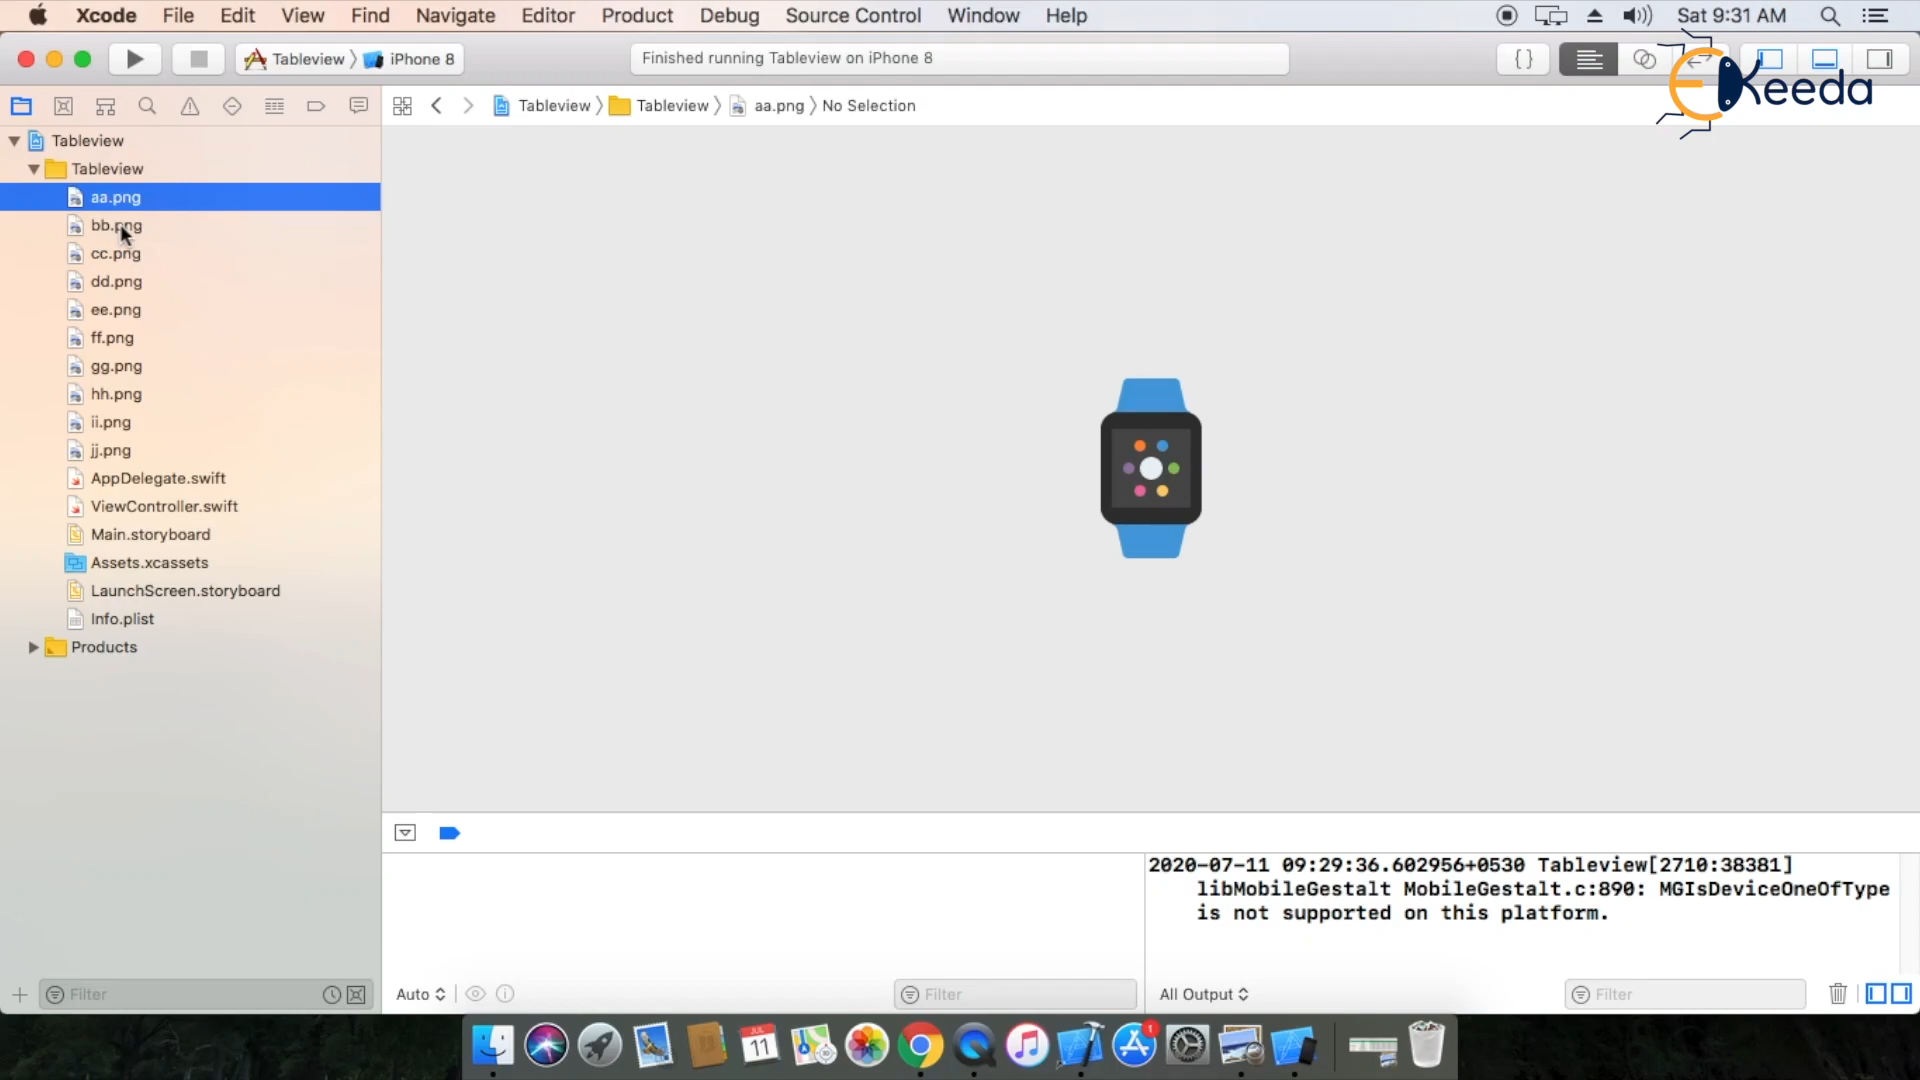 Xcode File Edit View Find Navigate Editor Product Debug Source Control Window Help Sat 9:31 AM
Tableview iPhone 8 Finished running Tableview on iPhone 8 { }
EKeeda
Tableview Tableview aa.png No Selection
Tableview
Tableview
aa.png
bb.png
cc.png
dd.png
ee.png
ff.png
gg.png
hh.png
ii.png
jj.png
AppDelegate.swift
ViewController.swift
Main.storyboard
Assets.xcassets
LaunchScreen.storyboard
Info.plist
Products
2020-07-11 09:29:36.602956+0530 Tableview[2710:38381]
libMobileGestalt MobileGestalt.c:890: MGIsDeviceOneOfType
is not supported on this platform.
Filter Auto Filter All Output Filter
JUL
11
1